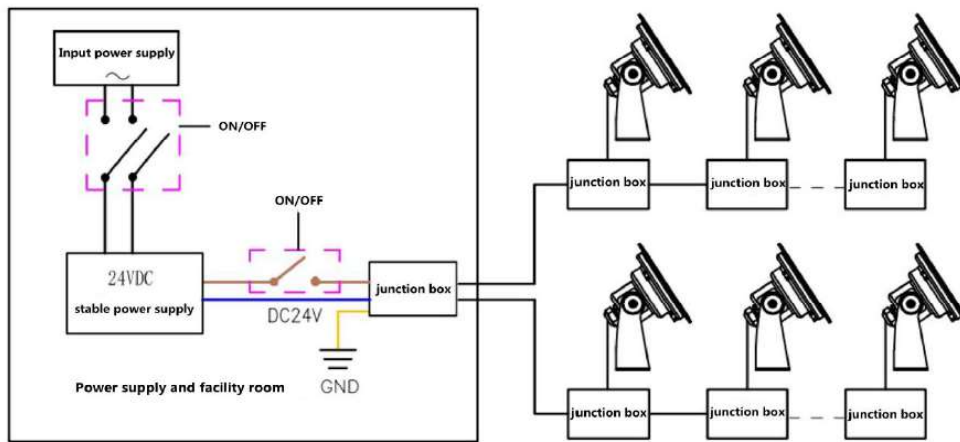 Input power supply
ON/OFF
ON/OFF
24VDC
stable power supply
DC24V
junction box
GND
Power supply and facility room
junction box
junction box
junction box
junction box
junction box
junction box